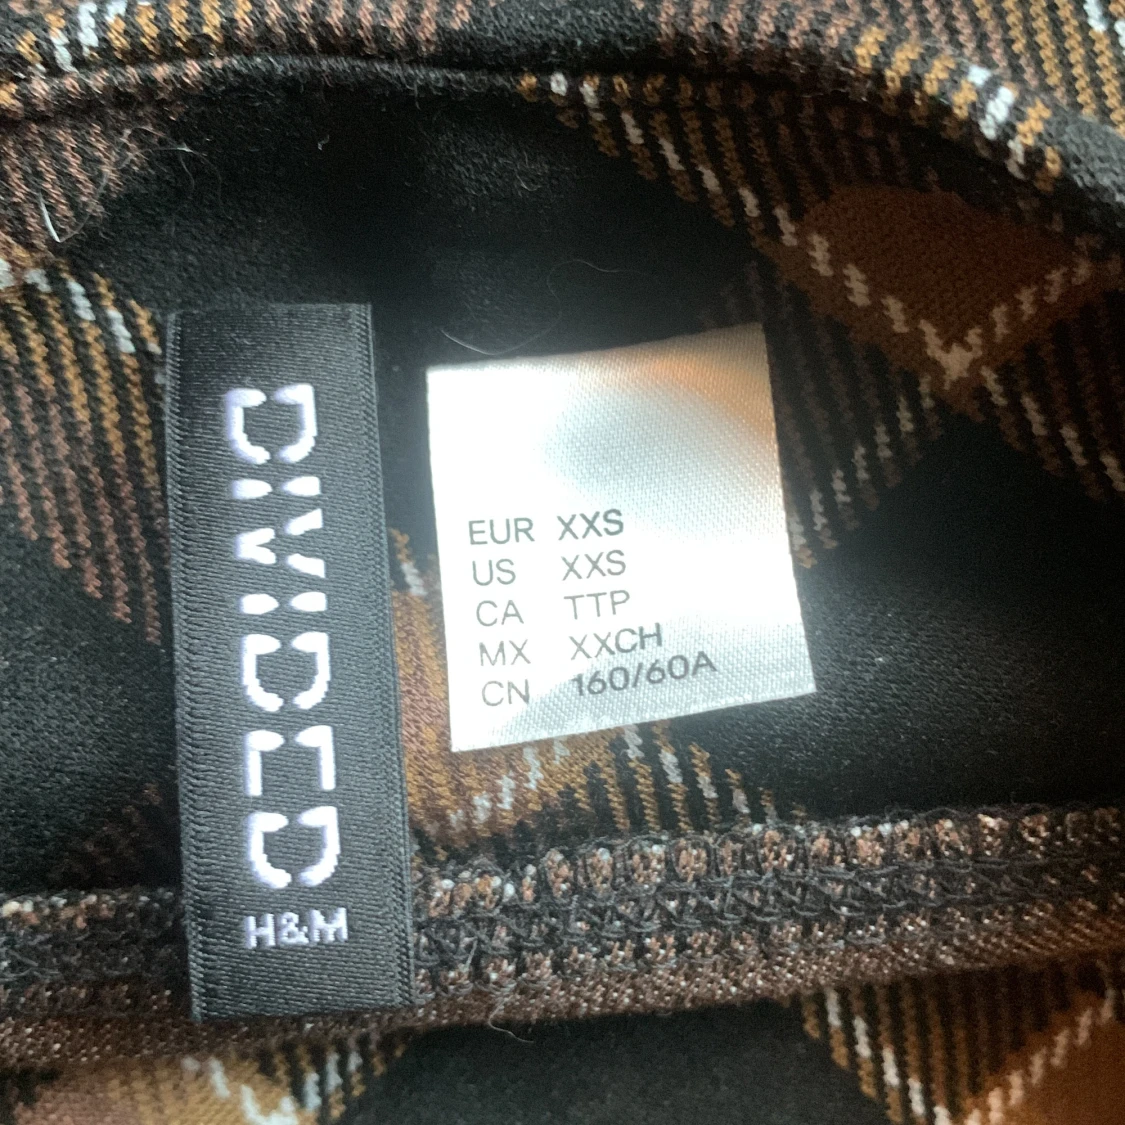 DIVIDED
H&M
EUR XXS
US XXS
CA TTP
MX XXCH
CN 160/60A